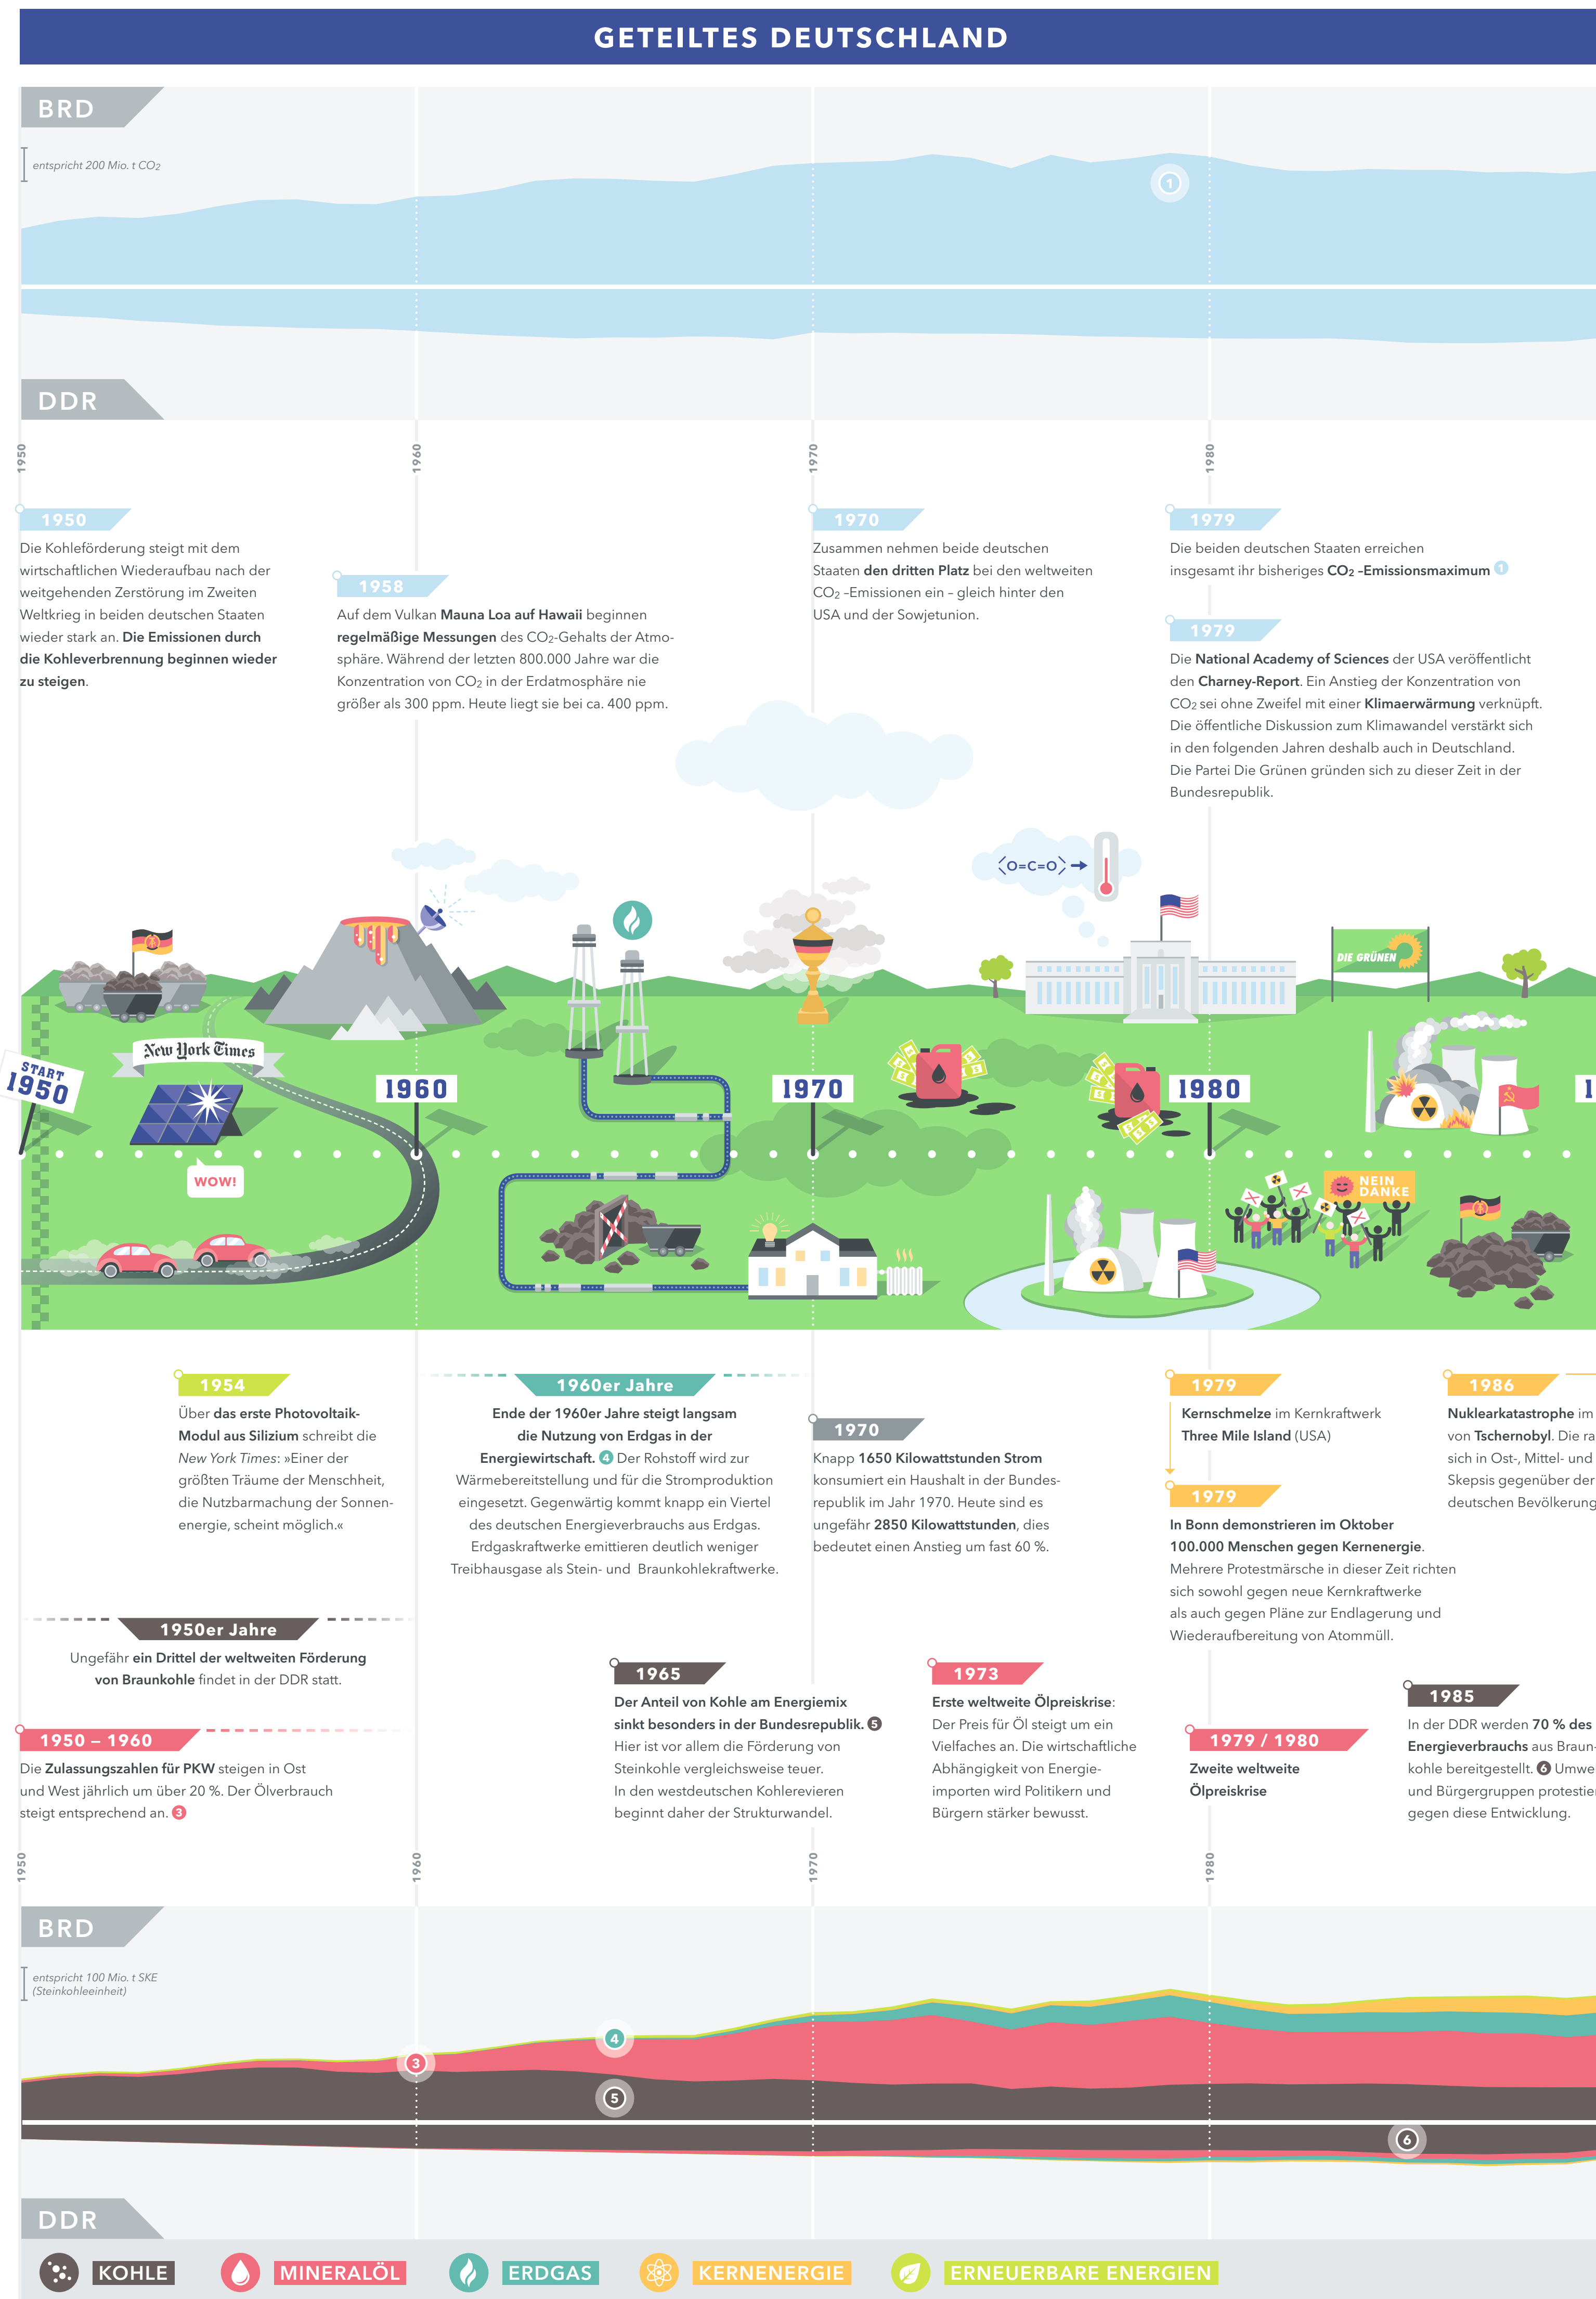 GETEILTES DEUTSCHLAND
BRD
entspricht 200 Mio. t CO₂
1
DDR
1950
1960
1970
1980
1950
Die Kohleförderung steigt mit dem
wirtschaftlichen Wiederaufbau nach der
weitgehenden Zerstörung im Zweiten
Weltkrieg in beiden deutschen Staaten
wieder stark an. Die Emissionen durch
die Kohleverbrennung beginnen wieder
zu steigen.
1958
Auf dem Vulkan Mauna Loa auf Hawaii beginnen
regelmäßige Messungen des CO₂-Gehalts der Atmo-
sphäre. Während der letzten 800.000 Jahre war die
Konzentration von CO₂ in der Erdatmosphäre nie
größer als 300 ppm. Heute liegt sie bei ca. 400 ppm.
1970
Zusammen nehmen beide deutschen
Staaten den dritten Platz bei den weltweiten
CO₂ –Emissionen ein – gleich hinter den
USA und der Sowjetunion.
1979
Die beiden deutschen Staaten erreichen
insgesamt ihr bisheriges CO₂ –Emissionsmaximum 1
1979
Die National Academy of Sciences der USA veröffentlicht
den Charney-Report. Ein Anstieg der Konzentration von
CO₂ sei ohne Zweifel mit einer Klimaerwärmung verknüpft.
Die öffentliche Diskussion zum Klimawandel verstärkt sich
in den folgenden Jahren deshalb auch in Deutschland.
Die Partei Die Grünen gründen sich zu dieser Zeit in der
Bundesrepublik.
O=C=O
DIE GRÜNEN
New York Times
START
1950
1960
1970
1980
1
WOW!
NEIN
DANKE
1954
Über das erste Photovoltaik-
Modul aus Silizium schreibt die
New York Times: »Einer der
größten Träume der Menschheit,
die Nutzbarmachung der Sonnen-
energie, scheint möglich.«
1960er Jahre
Ende der 1960er Jahre steigt langsam
die Nutzung von Erdgas in der
Energiewirtschaft. 4 Der Rohstoff wird zur
Wärmebereitstellung und für die Stromproduktion
eingesetzt. Gegenwärtig kommt knapp ein Viertel
des deutschen Energieverbrauchs aus Erdgas.
Erdgaskraftwerke emittieren deutlich weniger
Treibhausgase als Stein- und Braunkohlekraftwerke.
1970
Knapp 1650 Kilowattstunden Strom
konsumiert ein Haushalt in der Bundes-
republik im Jahr 1970. Heute sind es
ungefähr 2850 Kilowattstunden, dies
bedeutet einen Anstieg um fast 60 %.
1979
Kernschmelze im Kernkraftwerk
Three Mile Island (USA)
1979
In Bonn demonstrieren im Oktober
100.000 Menschen gegen Kernenergie.
Mehrere Protestmärsche in dieser Zeit richten
sich sowohl gegen neue Kernkraftwerke
als auch gegen Pläne zur Endlagerung und
Wiederaufbereitung von Atommüll.
1986
Nuklearkatastrophe im
von Tschernobyl. Die ra
sich in Ost-, Mittel- und
Skepsis gegenüber der
deutschen Bevölkerung
1950er Jahre
Ungefähr ein Drittel der weltweiten Förderung
von Braunkohle findet in der DDR statt.
1950 – 1960
Die Zulassungszahlen für PKW steigen in Ost
und West jährlich um über 20 %. Der Ölverbrauch
steigt entsprechend an. 3
1965
Der Anteil von Kohle am Energiemix
sinkt besonders in der Bundesrepublik. 5
Hier ist vor allem die Förderung von
Steinkohle vergleichsweise teuer.
In den westdeutschen Kohlerevieren
beginnt daher der Strukturwandel.
1973
Erste weltweite Ölpreiskrise:
Der Preis für Öl steigt um ein
Vielfaches an. Die wirtschaftliche
Abhängigkeit von Energie-
importen wird Politikern und
Bürgern stärker bewusst.
1979 / 1980
Zweite weltweite
Ölpreiskrise
1985
In der DDR werden 70 % des
Energieverbrauchs aus Braun-
kohle bereitgestellt. 6 Umwe
und Bürgergruppen protestier
gegen diese Entwicklung.
1950
1960
1970
1980
BRD
entspricht 100 Mio. t SKE
(Steinkohleeinheit)
3
4
5
6
DDR
KOHLE
MINERALÖL
ERDGAS
KERNENERGIE
ERNEUERBARE ENERGIEN